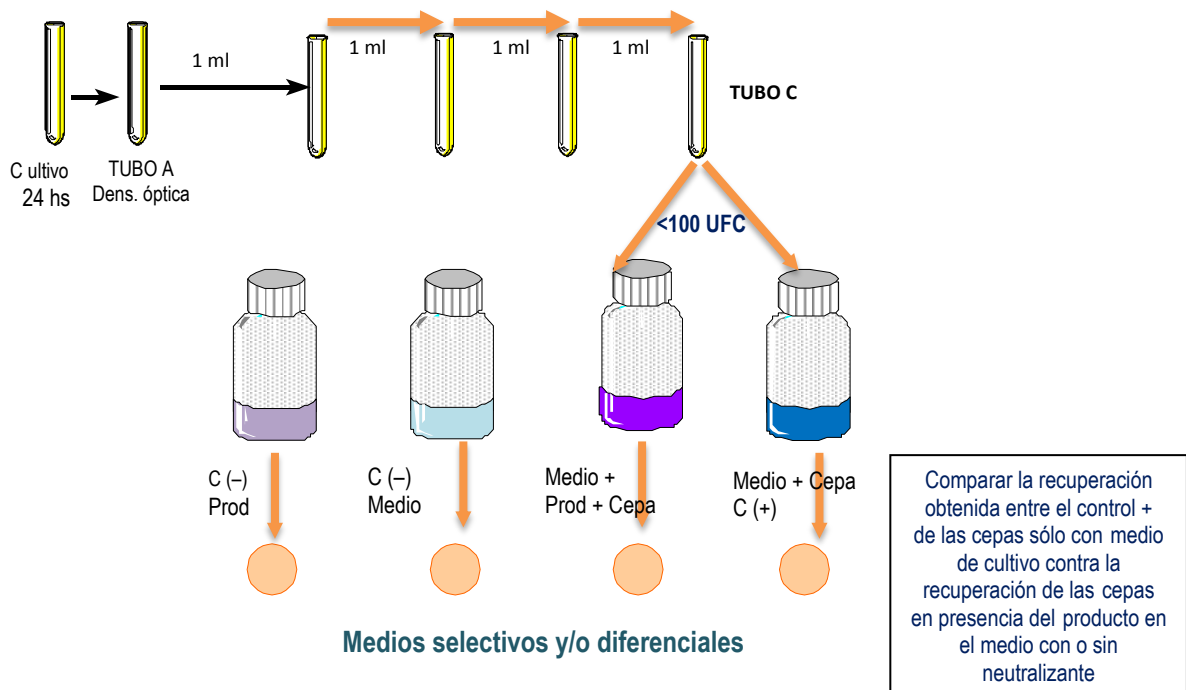 1 ml
1 ml
1 ml
1 ml
TUBO C
C ultivo
24 hs
TUBO A
Dens. óptica
<100 UFC
C (–)
Prod
C (–)
Medio
Medio +
Prod + Cepa
Medio + Cepa
C (+)
Comparar la recuperación
obtenida entre el control +
de las cepas sólo con medio
de cultivo contra la
recuperación de las cepas
en presencia del producto en
el medio con o sin
neutralizante
Medios selectivos y/o diferenciales